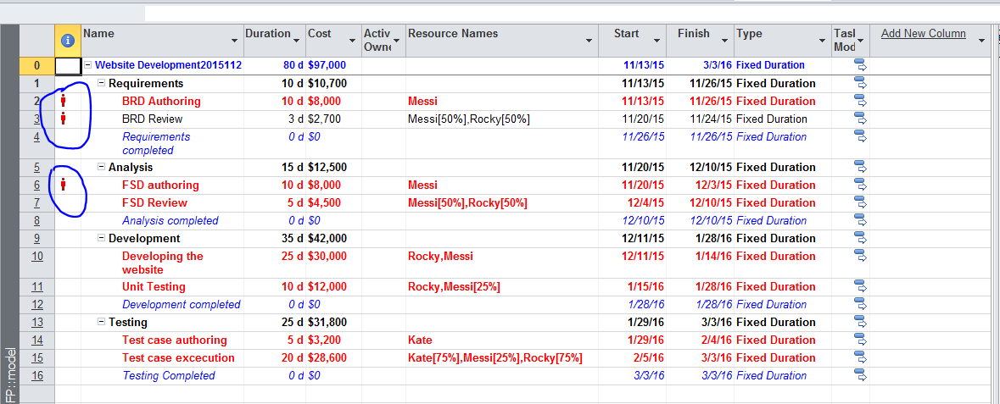 Name Duration Cost Activ Owne Resource Names Start Finish Type Tasl Mod Add New Column
0 Website Development2015112 80 d $97,000 11/13/15 3/3/16 Fixed Duration
1 Requirements 10 d $10,700 11/13/15 11/26/15 Fixed Duration
2 BRD Authoring 10 d $8,000 Messi 11/13/15 11/26/15 Fixed Duration
3 BRD Review 3 d $2,700 Messi[50%],Rocky[50%] 11/20/15 11/24/15 Fixed Duration
4 Requirements completed 0 d $0 11/26/15 11/26/15 Fixed Duration
5 Analysis 15 d $12,500 11/20/15 12/10/15 Fixed Duration
6 FSD authoring 10 d $8,000 Messi 11/20/15 12/3/15 Fixed Duration
7 FSD Review 5 d $4,500 Messi[50%],Rocky[50%] 12/4/15 12/10/15 Fixed Duration
8 Analysis completed 0 d $0 12/10/15 12/10/15 Fixed Duration
9 Development 35 d $42,000 12/11/15 1/28/16 Fixed Duration
10 Developing the website 25 d $30,000 Rocky,Messi 12/11/15 1/14/16 Fixed Duration
11 Unit Testing 10 d $12,000 Rocky,Messi[25%] 1/15/16 1/28/16 Fixed Duration
12 Development completed 0 d $0 1/28/16 1/28/16 Fixed Duration
13 Testing 25 d $31,800 1/29/16 3/3/16 Fixed Duration
14 Test case authoring 5 d $3,200 Kate 1/29/16 2/4/16 Fixed Duration
15 Test case excecution 20 d $28,600 Kate[75%],Messi[25%],Rocky[75%] 2/5/16 3/3/16 Fixed Duration
16 Testing Completed 0 d $0 3/3/16 3/3/16 Fixed Duration
FP::model